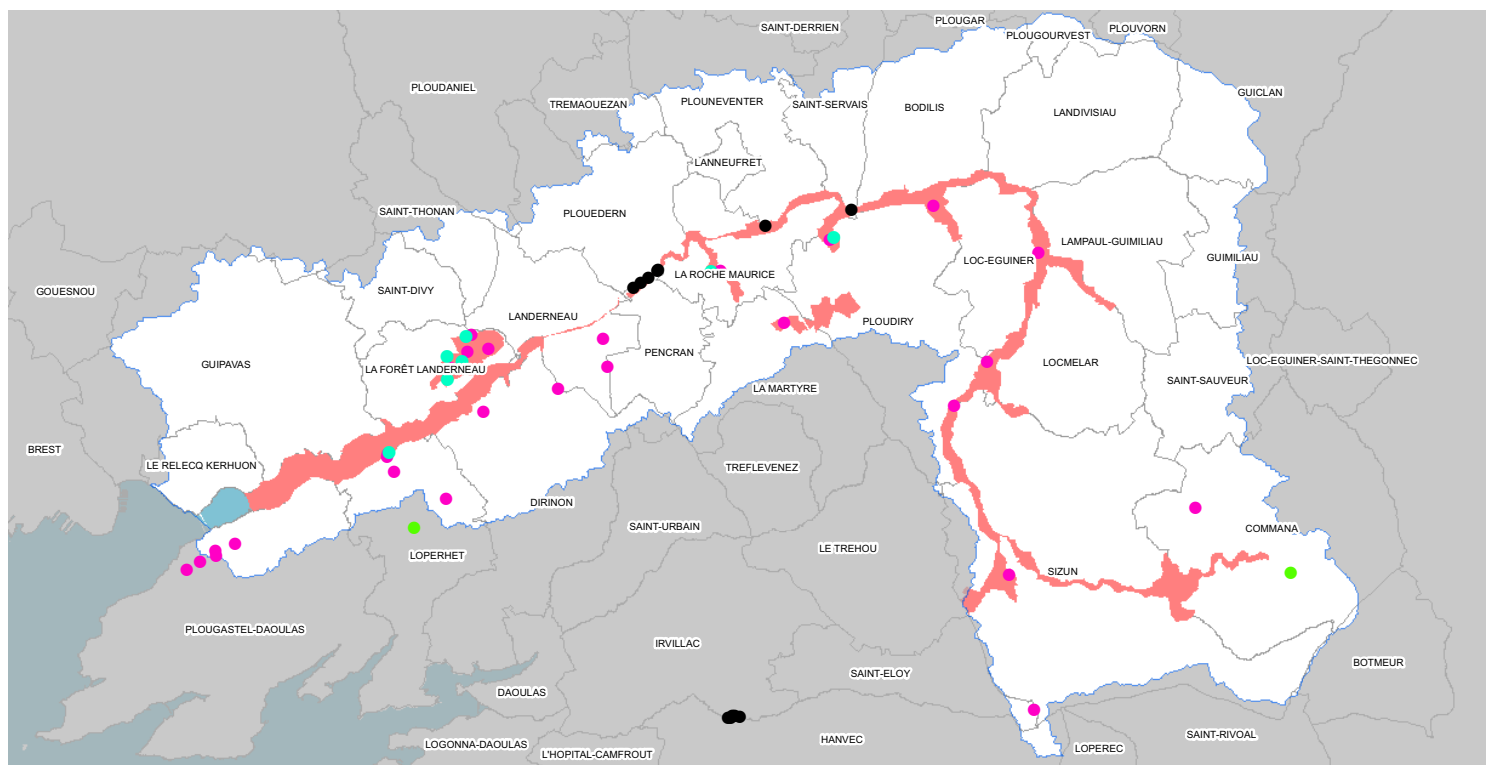 PLOUGAR
SAINT-DERRIEN
PLOUVORN
PLOUGOURVEST
PLOUDANIEL
GUICLAN
TREMAOUEZAN
PLOUNEVENTER
SAINT-SERVAIS
BODILIS
LANDIVISIAU
LANNEUFRET
SAINT-THONAN
PLOUEDERN
LAMPAUL-GUIMILIAU
GUIMILIAU
LOC-EGUINER
LA ROCHE MAURICE
GOUESNOU
SAINT-DIVY
LANDERNEAU
PLOUDIRY
PENCRAN
GUIPAVAS
LA FORÊT LANDERNEAU
LOCMELAR
LOC-EGUINER-SAINT-THEGONNEC
SAINT-SAUVEUR
LA MARTYRE
BREST
LE RELECQ KERHUON
TREFLEVENEZ
DIRINON
SAINT-URBAIN
COMMANA
LE TREHOU
LOPERHET
SIZUN
PLOUGASTEL-DAOULAS
IRVILLAC
BOTMEUR
SAINT-ELOY
DAOULAS
SAINT-RIVOAL
HANVEC
LOGONNA-DAOULAS
LOPEREC
L'HOPITAL-CAMFROUT